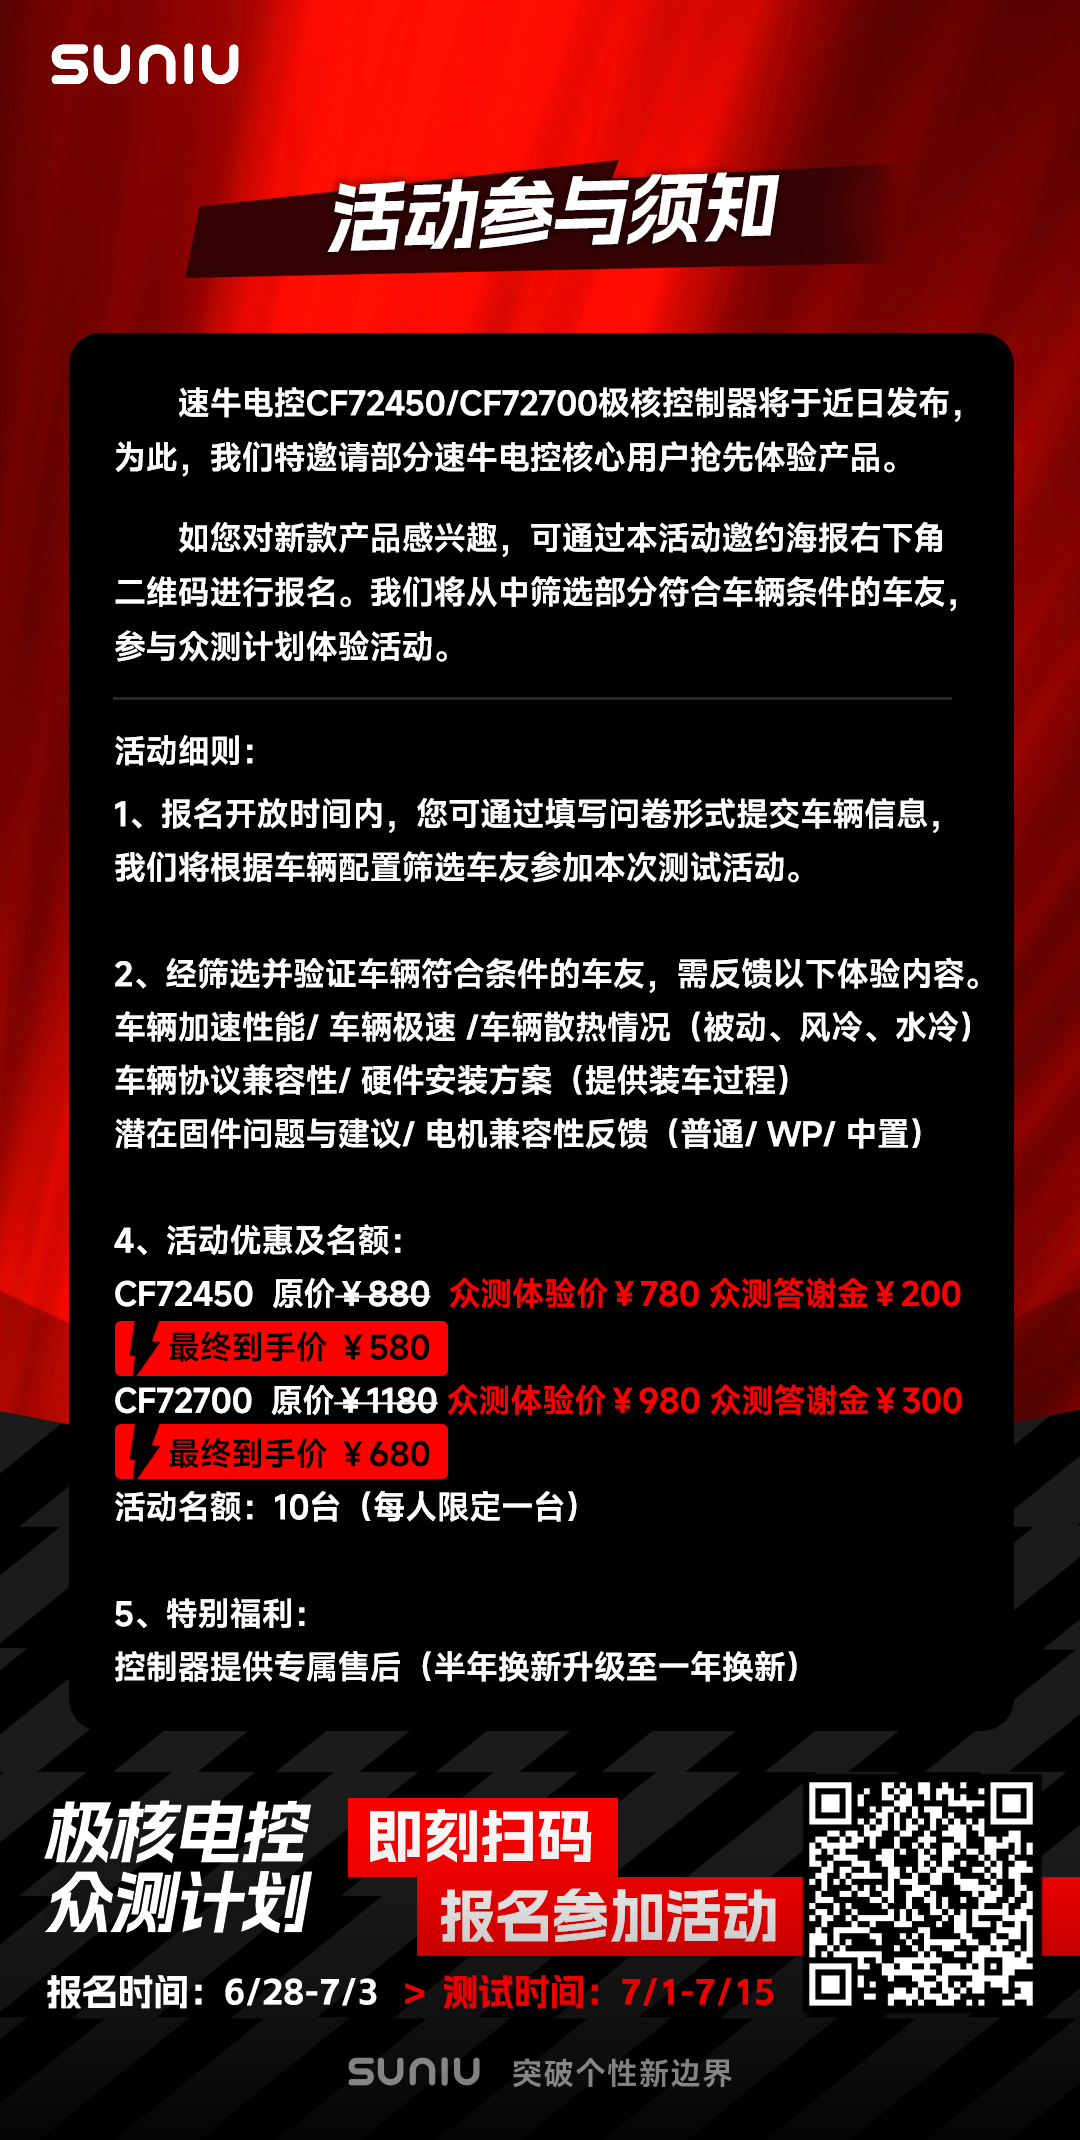 SUNIU
活动参与须知
速牛电控CF72450/CF72700极核控制器将于近日发布，
为此，我们特邀请部分速牛电控核心用户抢先体验产品。
如您对新款产品感兴趣，可通过本活动邀约海报右下角
二维码进行报名。我们将从中筛选部分符合车辆条件的车友，
参与众测计划体验活动。
活动细则：
1、报名开放时间内，您可通过填写问卷形式提交车辆信息，
我们将根据车辆配置筛选车友参加本次测试活动。
2、经筛选并验证车辆符合条件的车友，需反馈以下体验内容。
车辆加速性能/ 车辆极速 /车辆散热情况（被动、风冷、水冷）
车辆协议兼容性/ 硬件安装方案（提供装车过程）
潜在固件问题与建议/ 电机兼容性反馈（普通/ WP/ 中置）
4、活动优惠及名额：
CF72450 原价¥880 众测体验价¥780 众测答谢金¥200
最终到手价 ¥580
CF72700 原价¥1180 众测体验价¥980 众测答谢金¥300
最终到手价 ¥680
活动名额：10台（每人限定一台）
5、特别福利：
控制器提供专属售后（半年换新升级至一年换新）
极核电控
众测计划
即刻扫码
报名参加活动
报名时间：6/28-7/3 > 测试时间：7/1-7/15
SUNIU 突破个性新边界